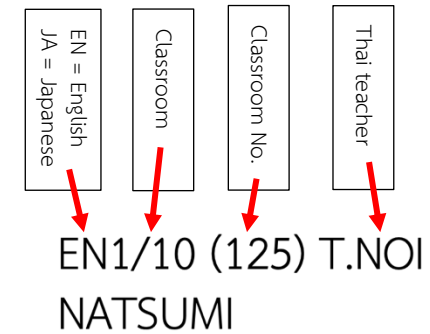 EN = English
JA = Japanese
Classroom
Classroom No.
Thai teacher
EN1/10 (125) T.NOI
NATSUMI